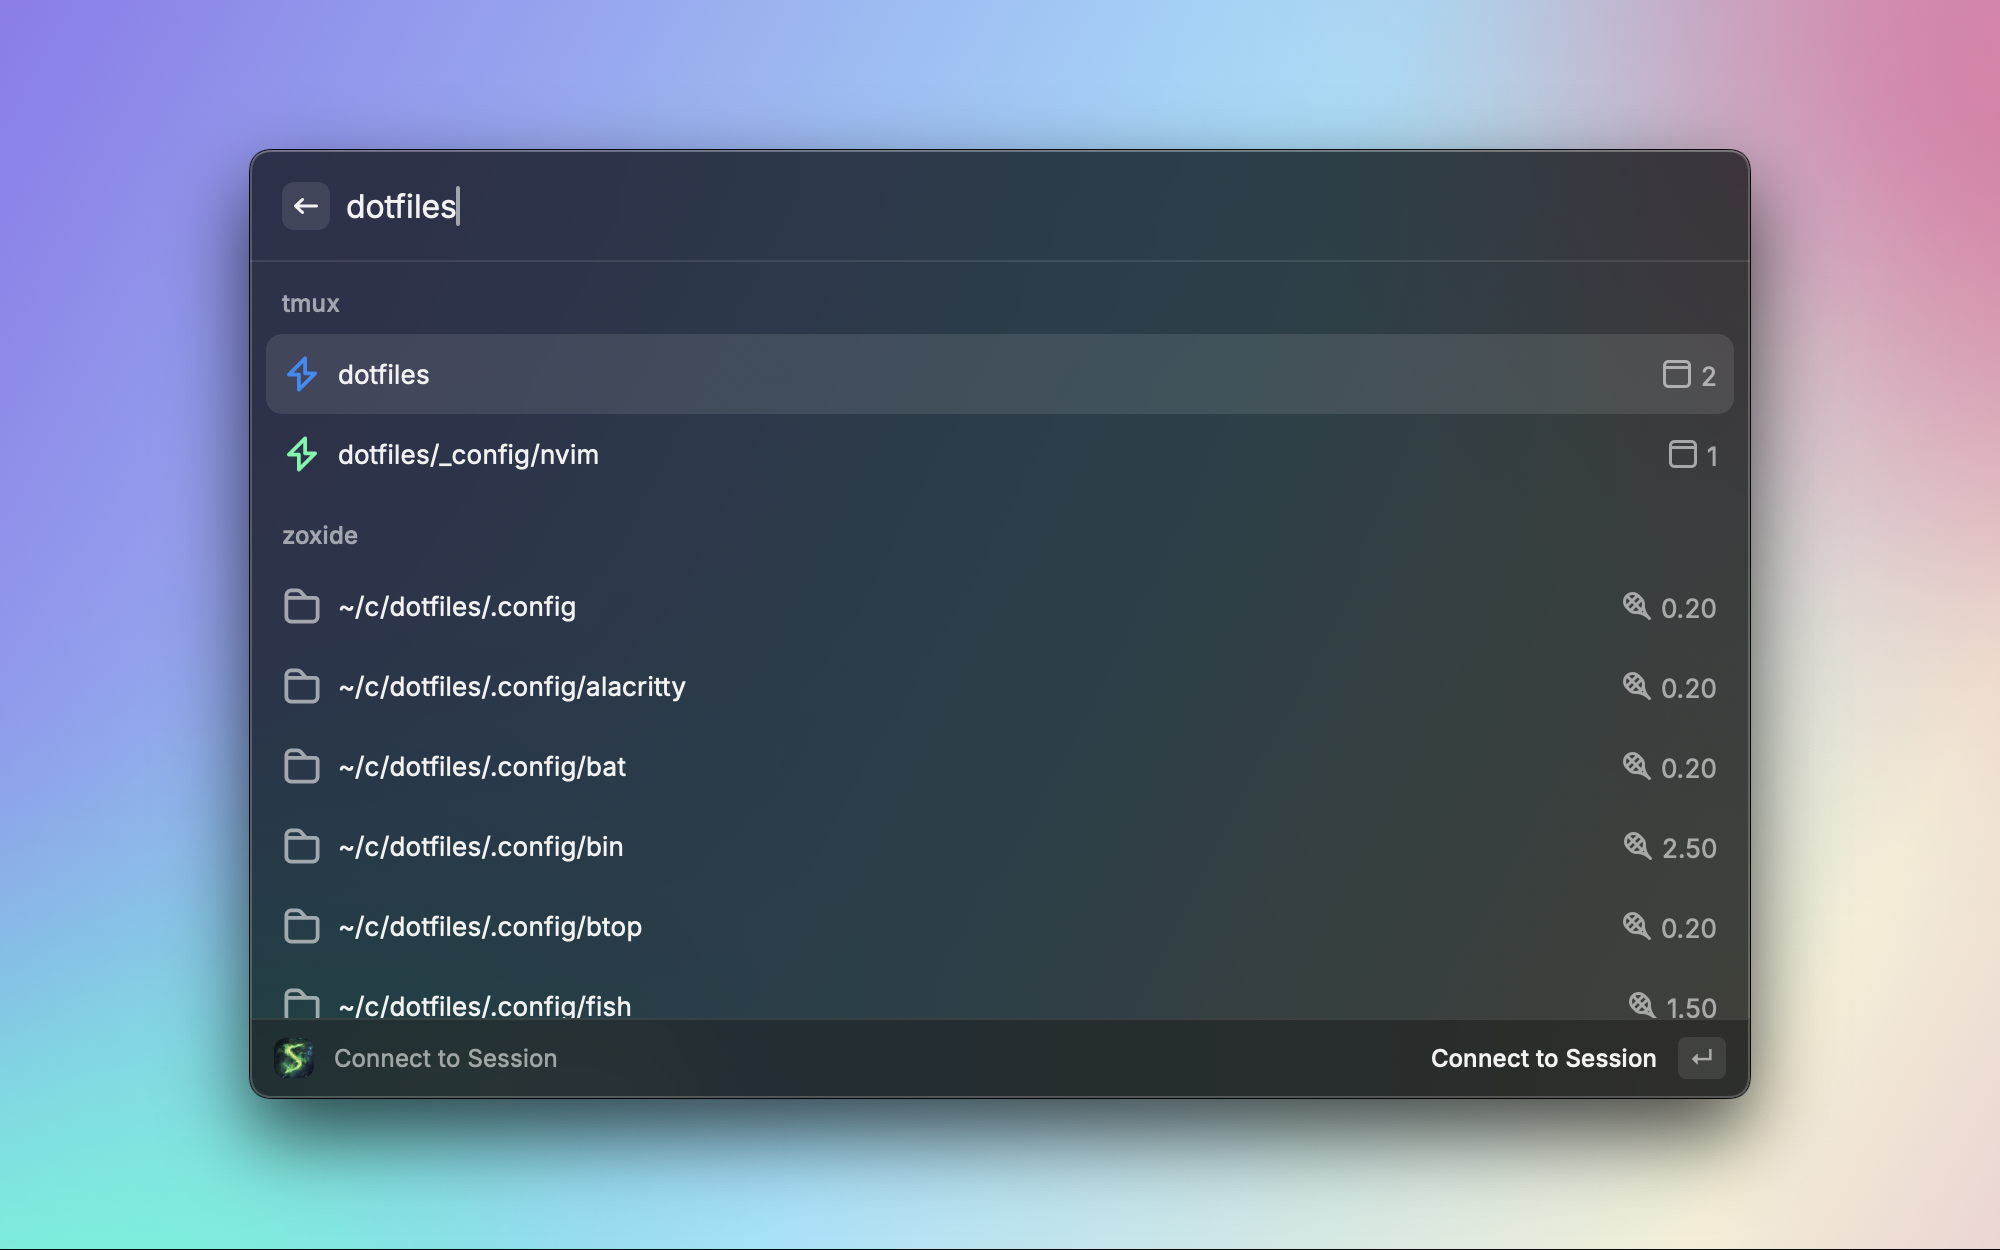 dotfiles
tmux
dotfiles 2
dotfiles/_config/nvim 1
zoxide
~/c/dotfiles/.config 0.20
~/c/dotfiles/.config/alacritty 0.20
~/c/dotfiles/.config/bat 0.20
~/c/dotfiles/.config/bin 2.50
~/c/dotfiles/.config/btop 0.20
~/c/dotfiles/.config/fish 1.50
Connect to Session Connect to Session